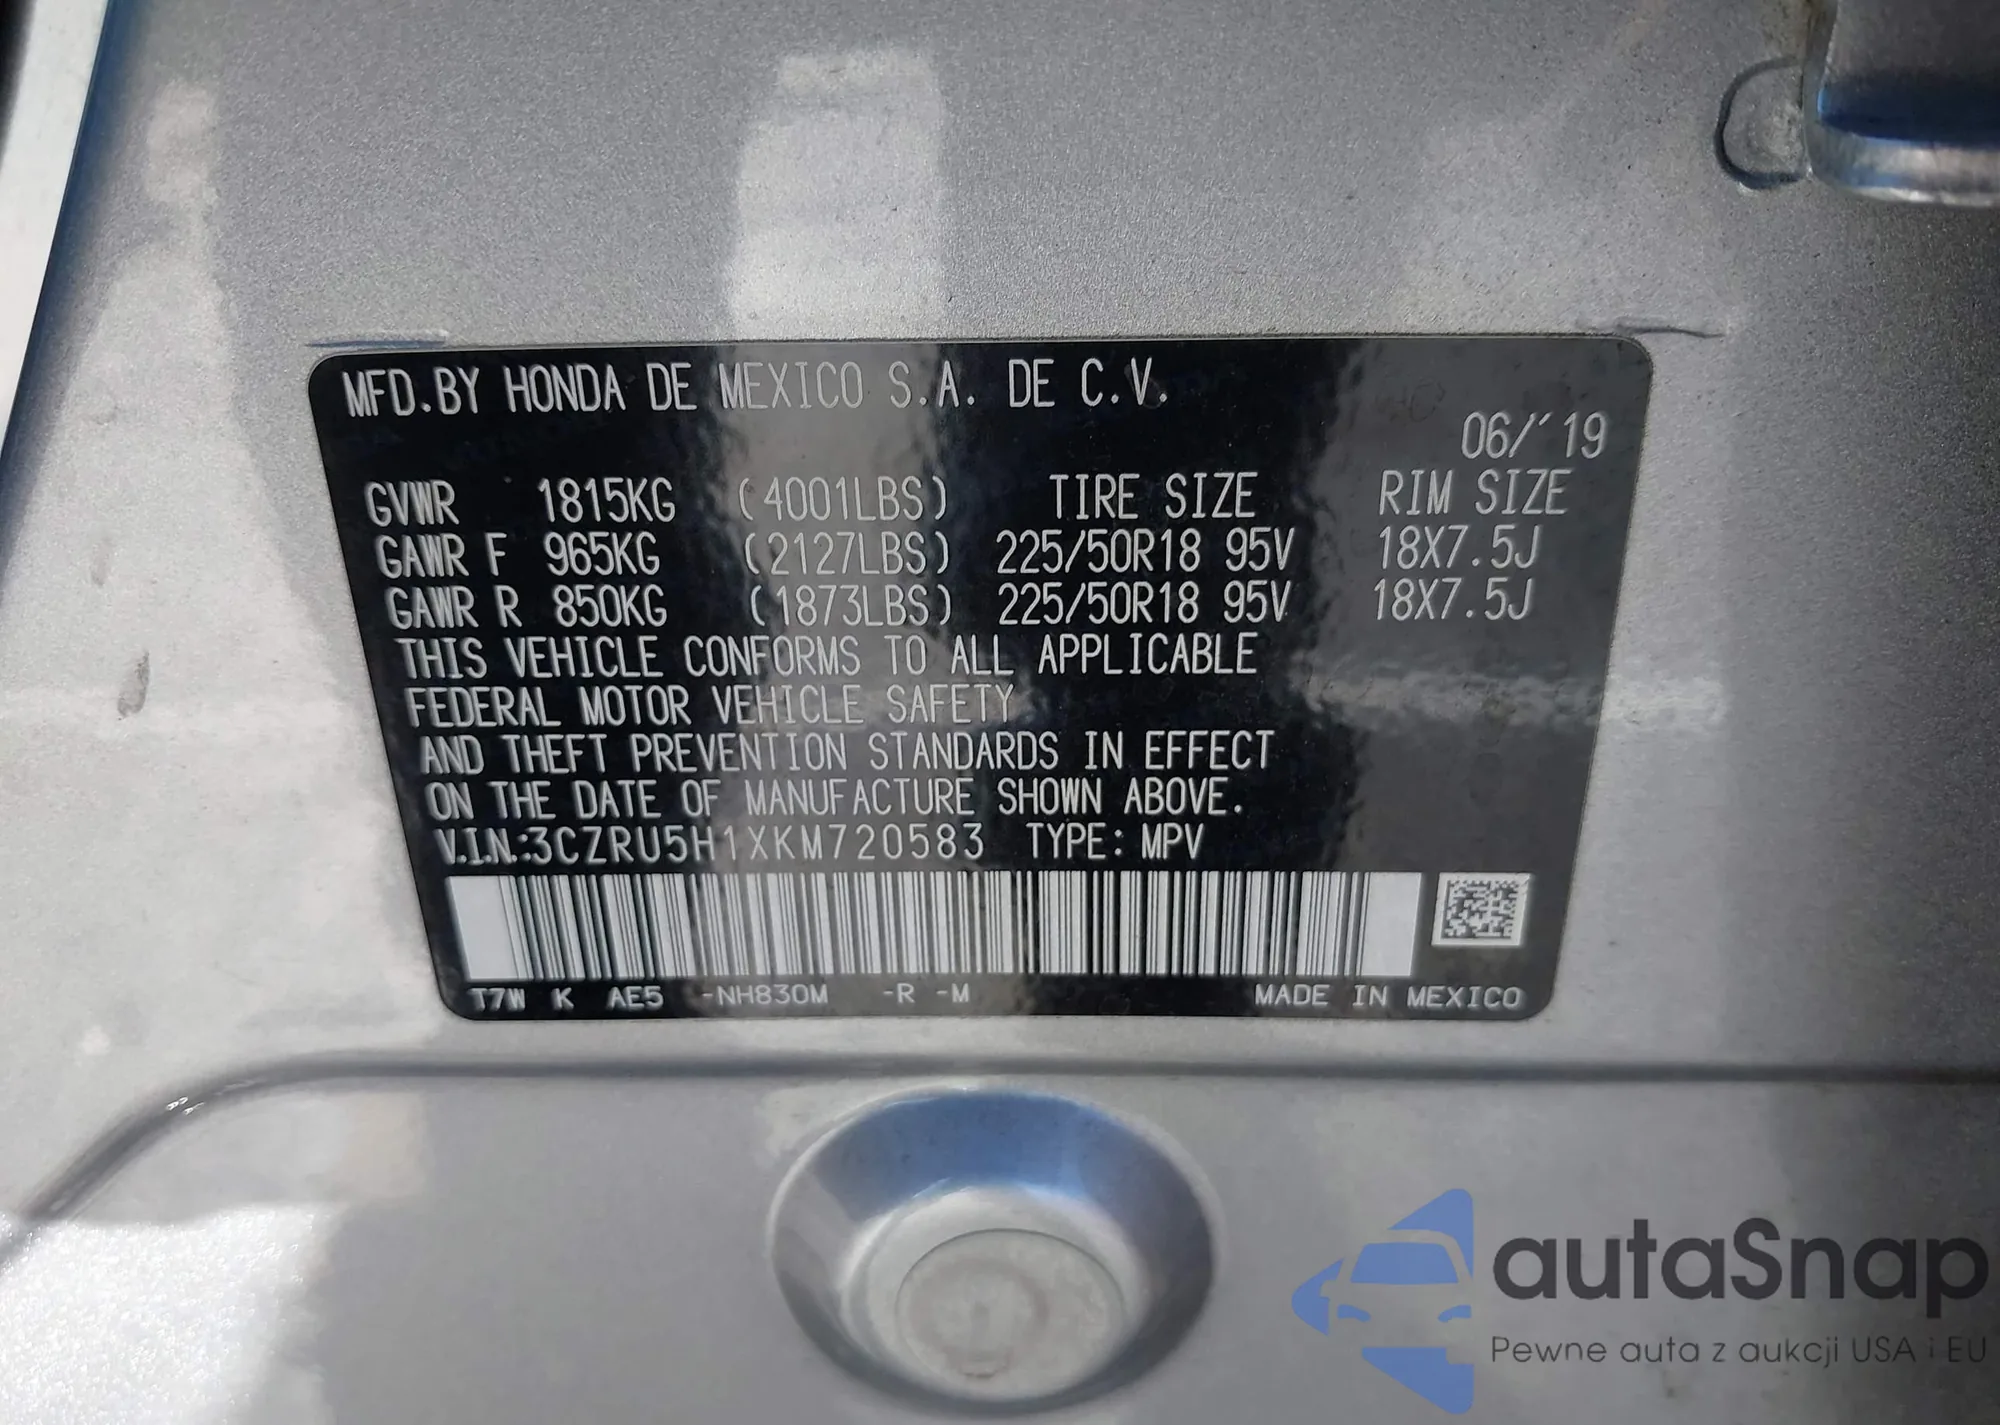 MFD.BY HONDA DE MEXICO S.A. DE C.V.
06/'19
GVWR 1815KG (4001LBS) TIRE SIZE RIM SIZE
GAWR F 965KG (2127LBS) 225/50R18 95V 18X7.5J
GAWR R 850KG (1873LBS) 225/50R18 95V 18X7.5J
THIS VEHICLE CONFORMS TO ALL APPLICABLE
FEDERAL MOTOR VEHICLE SAFETY
AND THEFT PREVENTION STANDARDS IN EFFECT
ON THE DATE OF MANUFACTURE SHOWN ABOVE.
V.I.N.:3CZRU5H1XKM720583 TYPE: MPV
T7W K AE5 -NH830M -R -M MADE IN MEXICO
autaSnap
Pewne auta z aukcji USA i EU